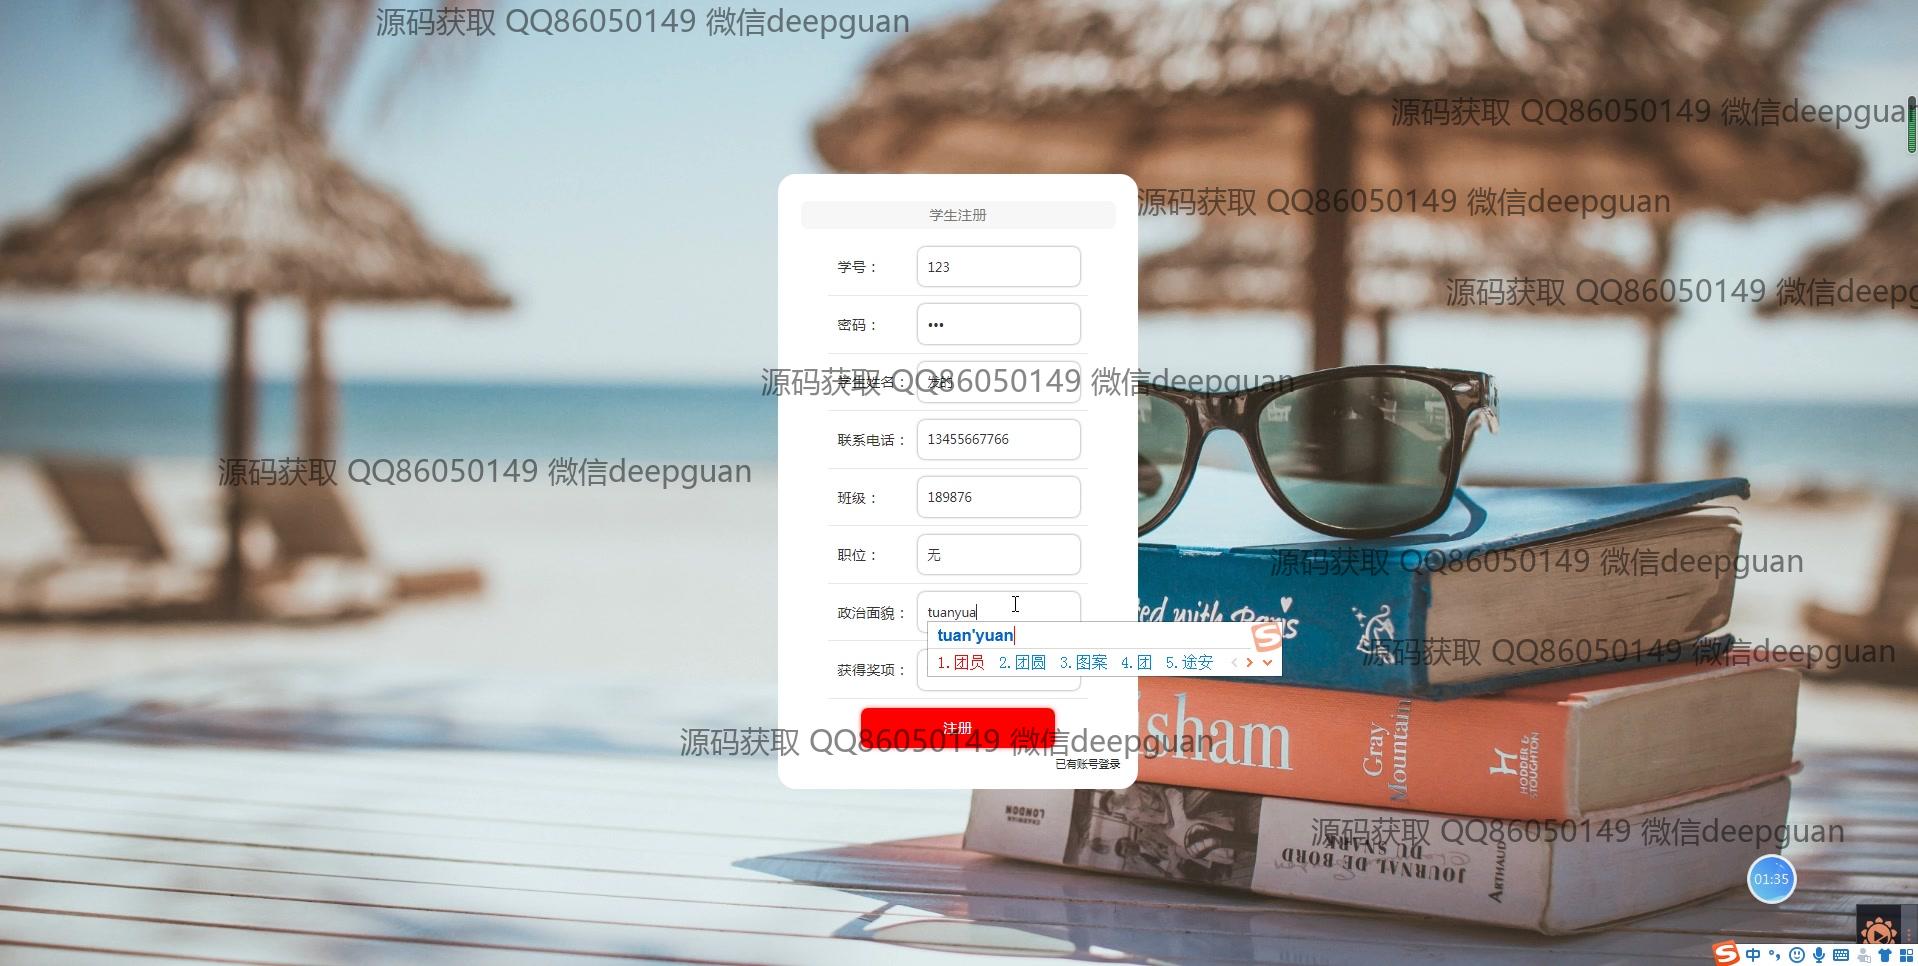 源码获取 QQ86050149 微信deepguan
源码获取 QQ86050149 微信deepguan
源码获取 QQ86050149 微信deepguan
学生注册
学号： 123
源码获取 QQ86050149 微信deepg
密码： •••
学生姓名： 发的
源码获取 QQ86050149 微信deepguan
联系电话： 13455667766
源码获取 QQ86050149 微信deepguan
班级： 189876
职位： 无
源码获取 QQ86050149 微信deepguan
政治面貌： tuanyua
tuan'yuan
1.团员 2.团圆 3.图案 4.团 5.途安
获得奖项：
with Paris
源码获取 QQ86050149 微信deepguan
注册
源码获取 QQ86050149 微信deepguan
已有账号登录
sham
Gray
Mountain
HODDER &
STOUGHTON
CHARMIAN
LONDON
源码获取 QQ86050149 微信deepguan
JOURNAL DE BORD
DU SNARK
ARTHAUD
01:35
中